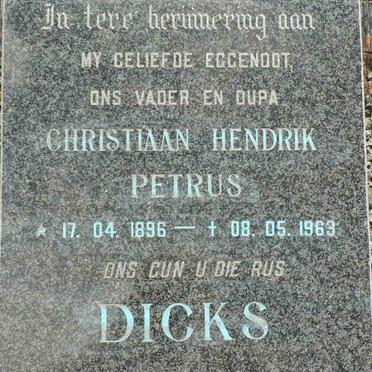 In tere herinnering aan
MY GELIEFDE EGGENOOT,
ONS VADER EN OUPA
CHRISTIAAN HENDRIK
PETRUS
* 17. 04. 1896 — † 08. 05. 1963
ONS GUN U DIE RUS
DICKS